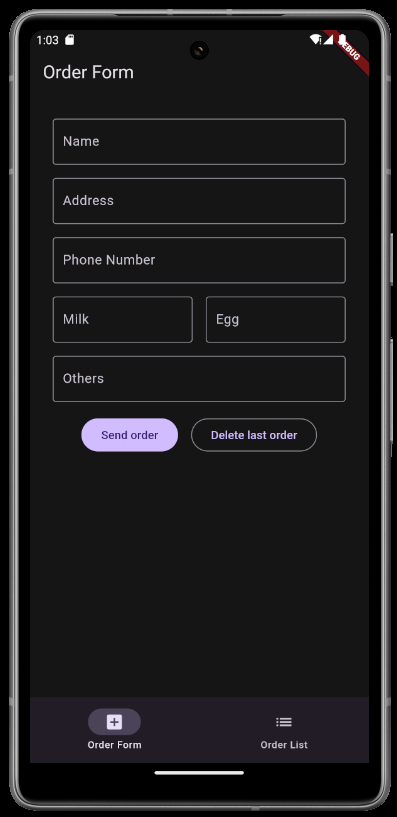 1:03
DEBUG
Order Form
Name
Address
Phone Number
Milk Egg
Others
Send order Delete last order
Order Form Order List